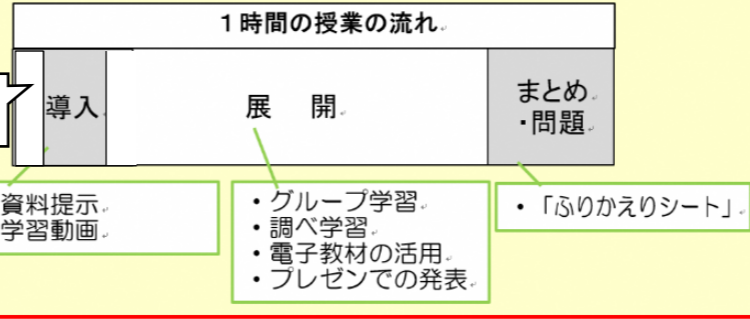 1時間の授業の流れ
導入
展　開
まとめ
・問題
資料提示
学習動画
・グループ学習
・調べ学習
・電子教材の活用
・プレゼンでの発表
・「ふりかえりシート」